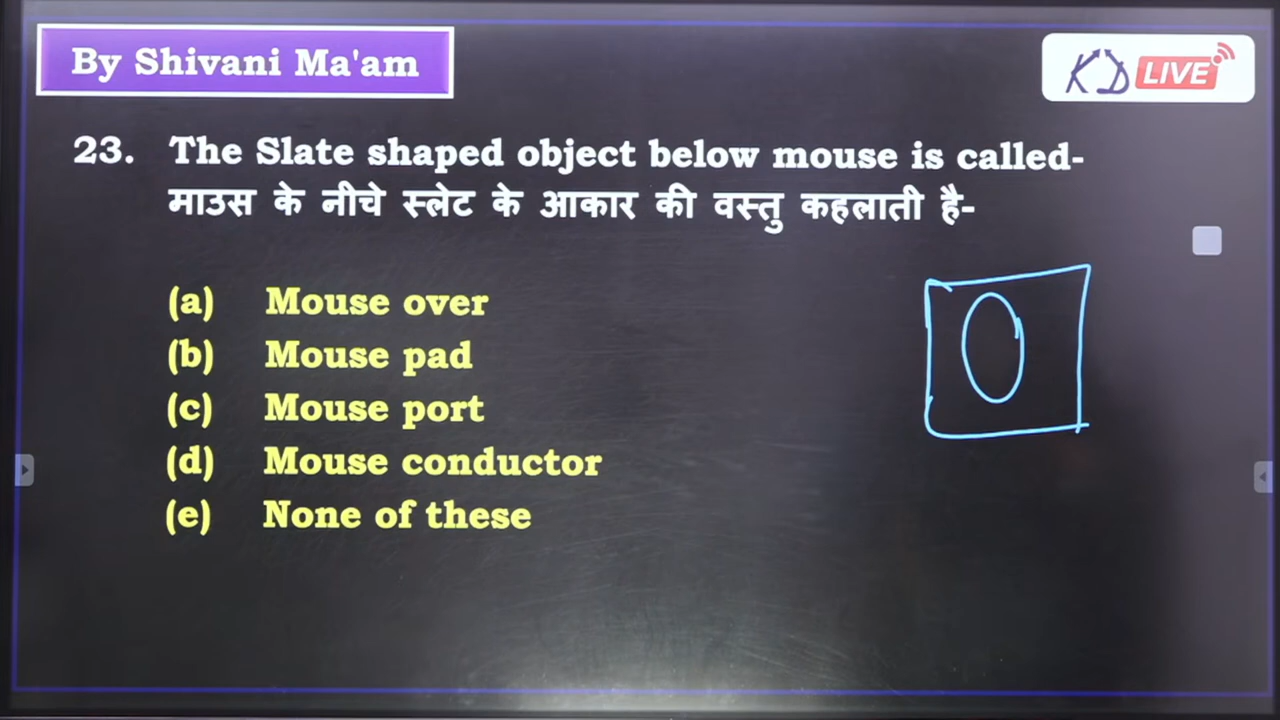 By Shivani Ma'am
KD LIVE
23. The Slate shaped object below mouse is called-
माउस के नीचे स्लेट के आकार की वस्तु कहलाती है-
(a) Mouse over
(b) Mouse pad
(c) Mouse port
(d) Mouse conductor
(e) None of these